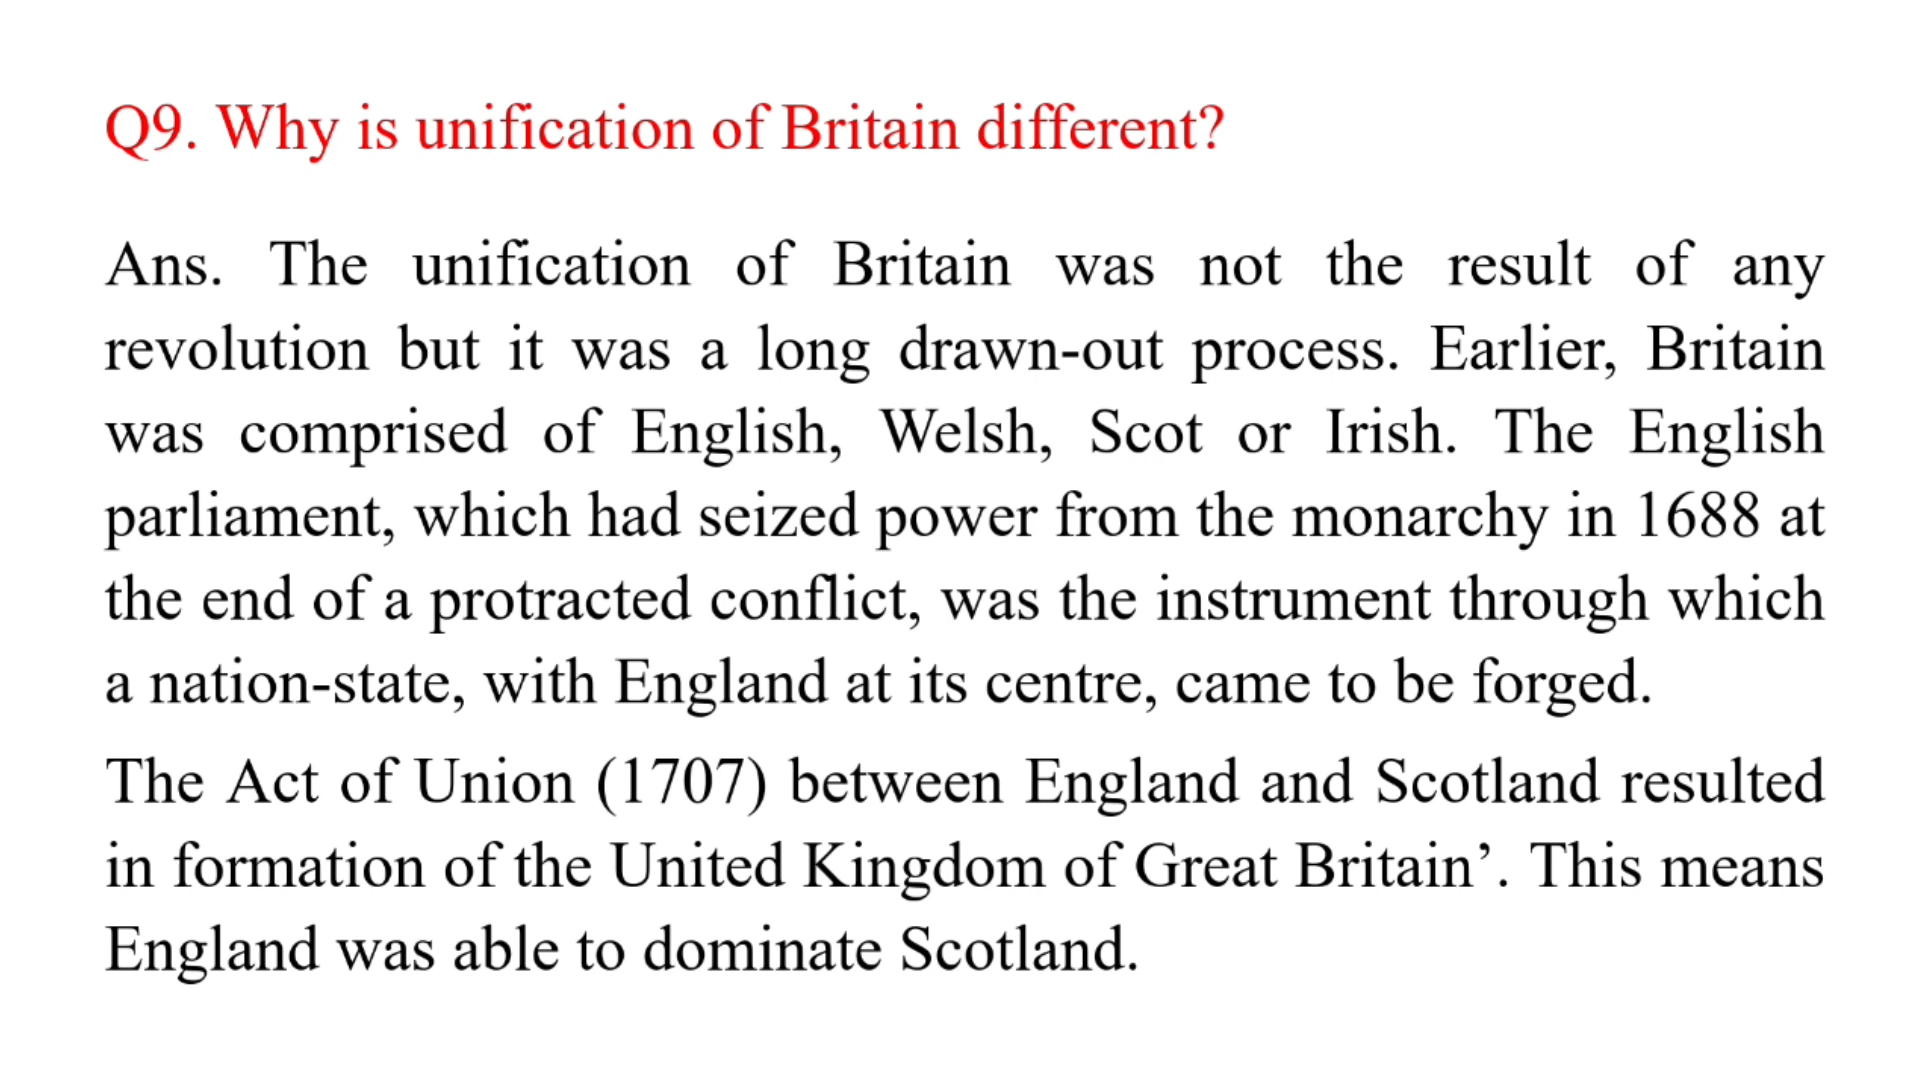 Q9. Why is unification of Britain different?
Ans. The unification of Britain was not the result of any
revolution but it was a long drawn-out process. Earlier, Britain
was comprised of English, Welsh, Scot or Irish. The English
parliament, which had seized power from the monarchy in 1688 at
the end of a protracted conflict, was the instrument through which
a nation-state, with England at its centre, came to be forged.
The Act of Union (1707) between England and Scotland resulted
in formation of the United Kingdom of Great Britain’. This means
England was able to dominate Scotland.